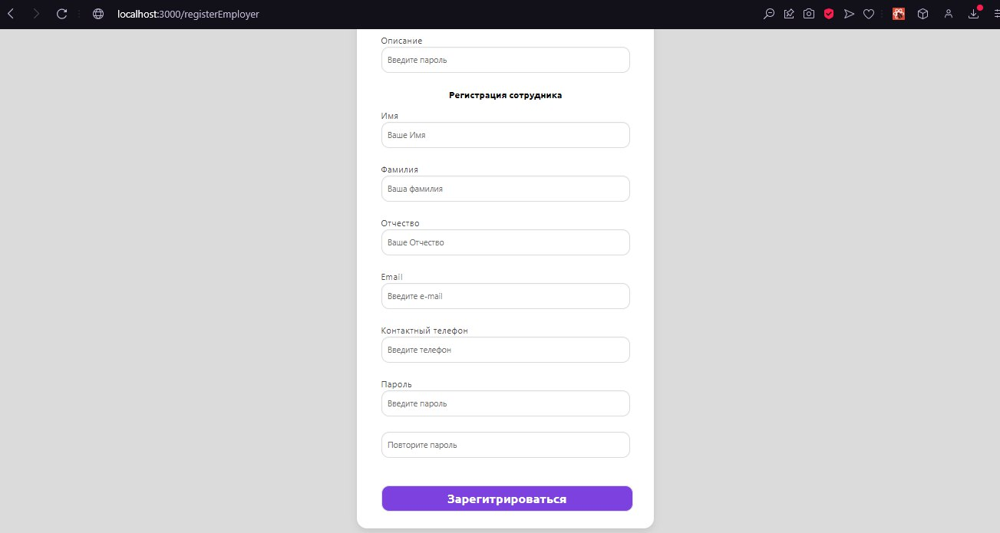 localhost:3000/registerEmployer
Описание
Введите пароль
Регистрация сотрудника
Имя
Ваше Имя
Фамилия
Ваша фамилия
Отчество
Ваше Отчество
Email
Введите e-mail
Контактный телефон
Введите телефон
Пароль
Введите пароль
Повторите пароль
Зарегитрироваться